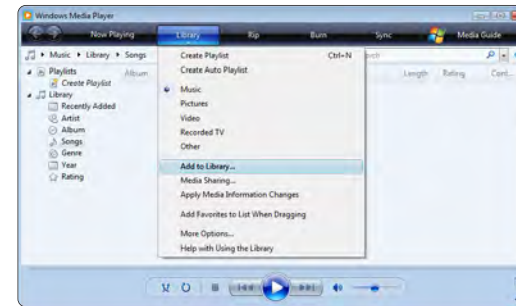 Windows Media Player
Now Playing Library Rip Burn Sync Media Guide
Music Library Songs
Playlists
Create Playlist
Library
Recently Added
Artist
Album
Songs
Genre
Year
Rating
Album Length Rating Cont...
Create Playlist Ctrl+N
Create Auto Playlist
Music
Pictures
Video
Recorded TV
Other
Add to Library...
Media Sharing...
Apply Media Information Changes
Add Favorites to List When Dragging
More Options...
Help with Using the Library